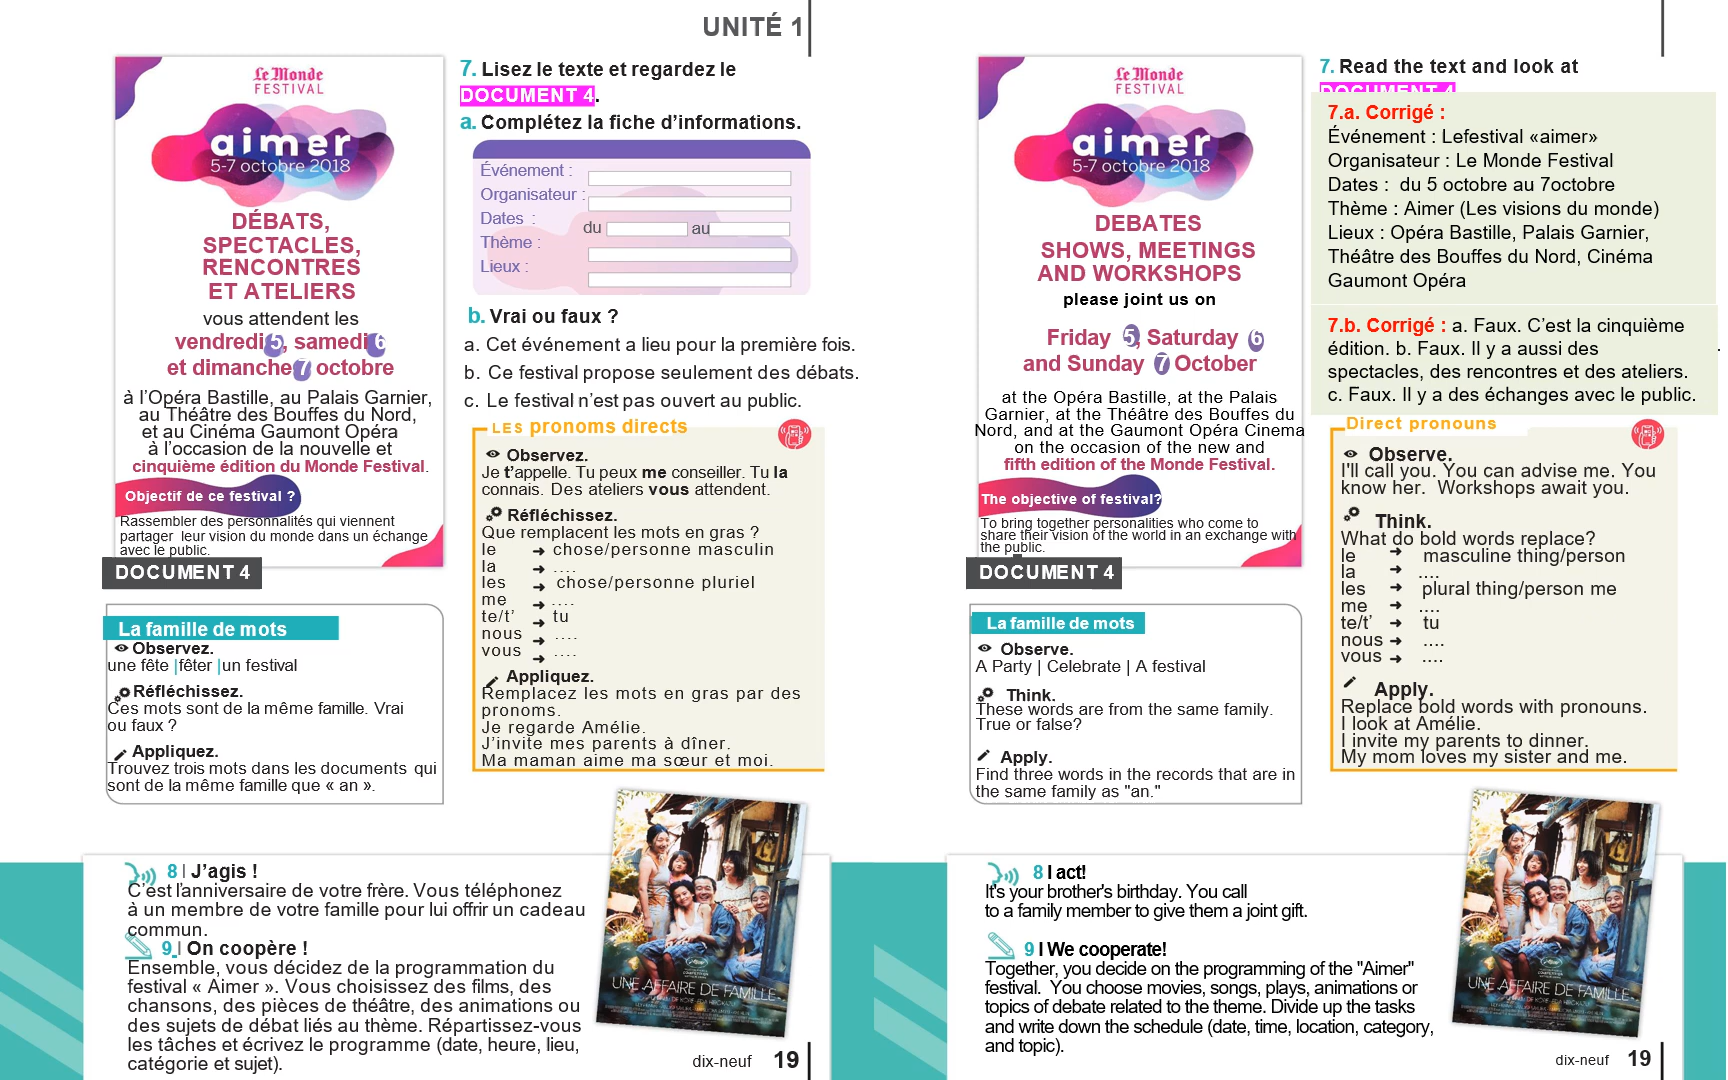 UNITÉ 1
Le Monde
FESTIVAL
aimer
5-7 octobre 2018
DÉBATS,
SPECTACLES,
RENCONTRES
ET ATELIERS
vous attendent les
vendredi 5, samedi 6
et dimanche 7 octobre
à l’Opéra Bastille, au Palais Garnier,
au Théâtre des Bouffes du Nord,
et au Cinéma Gaumont Opéra
à l’occasion de la nouvelle et
cinquième édition du Monde Festival.
Objectif de ce festival ?
Rassembler des personnalités qui viennent
partager leur vision du monde dans un échange
avec le public.
DOCUMENT 4
La famille de mots
Observez.
une fête |fêter |un festival
Réfléchissez.
Ces mots sont de la même famille. Vrai
ou faux ?
Appliquez.
Trouvez trois mots dans les documents qui
sont de la même famille que « an ».
7. Lisez le texte et regardez le
DOCUMENT 4.
a. Complétez la fiche d’informations.
Événement :
Organisateur :
Dates : du au
Thème :
Lieux :
b. Vrai ou faux ?
a. Cet événement a lieu pour la première fois.
b. Ce festival propose seulement des débats.
c. Le festival n’est pas ouvert au public.
LES pronoms directs
Observez.
Je t’appelle. Tu peux me conseiller. Tu la
connais. Des ateliers vous attendent.
Réfléchissez.
Que remplacent les mots en gras ?
le ➜ chose/personne masculin
la ➜ ....
les ➜ chose/personne pluriel
me ➜ ....
te/t’ ➜ tu
nous ➜ ....
vous ➜ ....
Appliquez.
Remplacez les mots en gras par des
pronoms.
Je regarde Amélie.
J’invite mes parents à dîner.
Ma maman aime ma sœur et moi.
8 | J’agis !
C’est l’anniversaire de votre frère. Vous téléphonez
à un membre de votre famille pour lui offrir un cadeau
commun.
9 | On coopère !
Ensemble, vous décidez de la programmation du
festival « Aimer ». Vous choisissez des films, des
chansons, des pièces de théâtre, des animations ou
des sujets de débat liés au thème. Répartissez-vous
les tâches et écrivez le programme (date, heure, lieu,
catégorie et sujet).
UNE AFFAIRE DE FAMILLE
dix-neuf 19
Le Monde
FESTIVAL
aimer
5-7 octobre 2018
DEBATES
SHOWS, MEETINGS
AND WORKSHOPS
please joint us on
Friday 5, Saturday 6
and Sunday 7 October
at the Opéra Bastille, at the Palais
Garnier, at the Théâtre des Bouffes du
Nord, and at the Gaumont Opéra Cinema
on the occasion of the new and
fifth edition of the Monde Festival.
The objective of festival?
To bring together personalities who come to
share their vision of the world in an exchange with
the public.
DOCUMENT 4
La famille de mots
Observe.
A Party | Celebrate | A festival
Think.
These words are from the same family.
True or false?
Apply.
Find three words in the records that are in
the same family as "an."
7. Read the text and look at
DOCUMENT 4
7.a. Corrigé :
Événement : Lefestival «aimer»
Organisateur : Le Monde Festival
Dates : du 5 octobre au 7octobre
Thème : Aimer (Les visions du monde)
Lieux : Opéra Bastille, Palais Garnier,
Théâtre des Bouffes du Nord, Cinéma
Gaumont Opéra
7.b. Corrigé : a. Faux. C’est la cinquième
édition. b. Faux. Il y a aussi des
spectacles, des rencontres et des ateliers.
c. Faux. Il y a des échanges avec le public.
Direct pronouns
Observe.
I'll call you. You can advise me. You
know her. Workshops await you.
Think.
What do bold words replace?
le ➜ masculine thing/person
la ➜ ....
les ➜ plural thing/person me
me ➜ ....
te/t’ ➜ tu
nous ➜ ....
vous ➜ ....
Apply.
Replace bold words with pronouns.
I look at Amélie.
I invite my parents to dinner.
My mom loves my sister and me.
8 I act!
It's your brother's birthday. You call
to a family member to give them a joint gift.
9 I We cooperate!
Together, you decide on the programming of the "Aimer"
festival. You choose movies, songs, plays, animations or
topics of debate related to the theme. Divide up the tasks
and write down the schedule (date, time, location, category,
and topic).
UNE AFFAIRE DE FAMILLE
dix-neuf 19